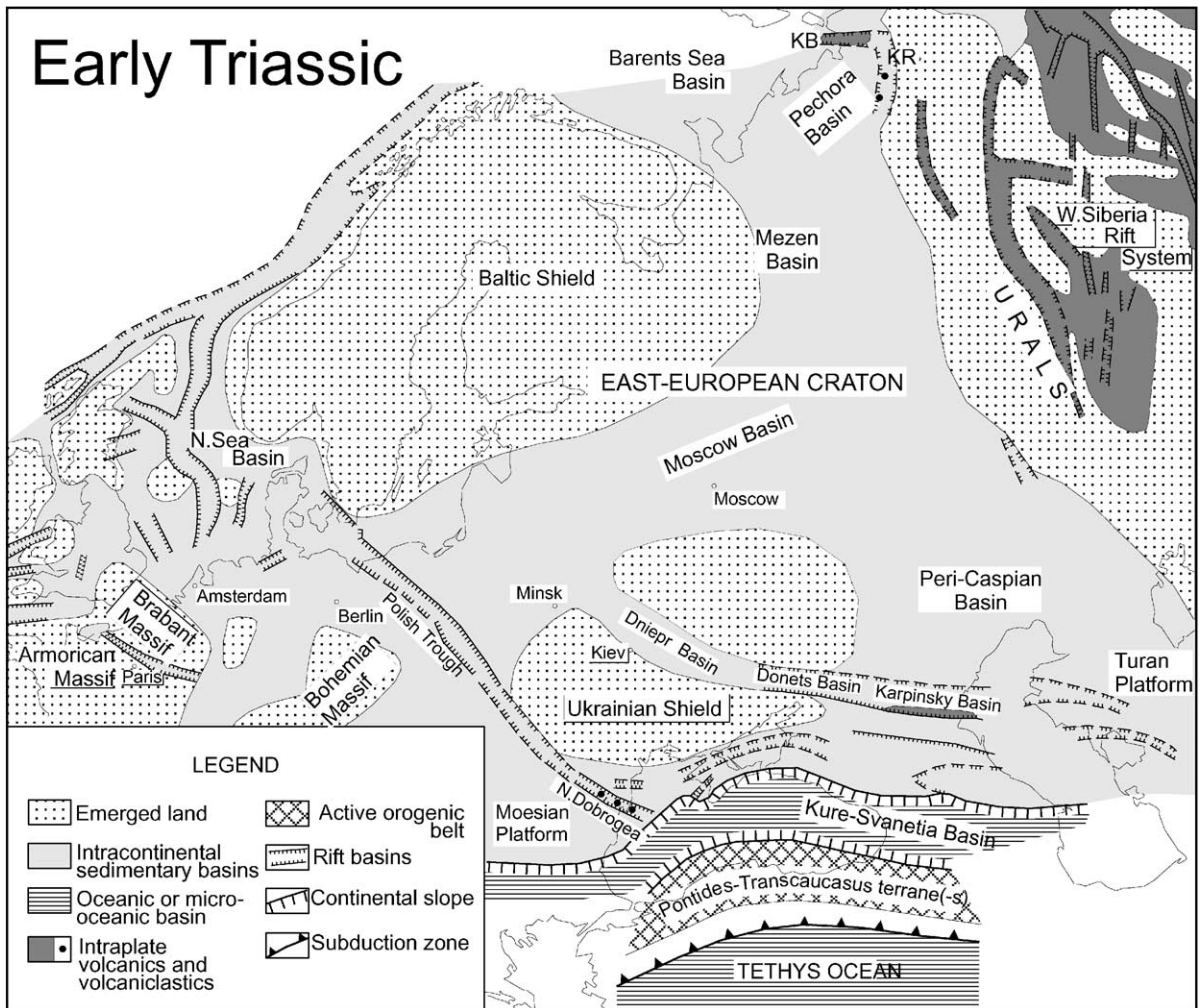 Early Triassic
KB
Barents Sea
Basin
KR
Pechora
Basin
W.Siberia
Rift
System
Mezen
Basin
Baltic Shield
URALS
EAST-EUROPEAN CRATON
N.Sea
Basin
Moscow Basin
Moscow
Amsterdam
Berlin
Minsk
Peri-Caspian
Basin
Brabant
Massif
Polish Trough
Dniepr Basin
Armorican
Massif
Paris
Bohemian
Massif
Kiev
Donets Basin
Karpinsky Basin
Turan
Platform
Ukrainian Shield
N.Dobrogea
Moesian
Platform
Kure-Svanetia Basin
Pontides-Transcaucasus terrane(-s)
TETHYS OCEAN
LEGEND
Emerged land
Intracontinental
sedimentary basins
Oceanic or micro-
oceanic basin
Intraplate
volcanics and
volcaniclastics
Active orogenic
belt
Rift basins
Continental slope
Subduction zone